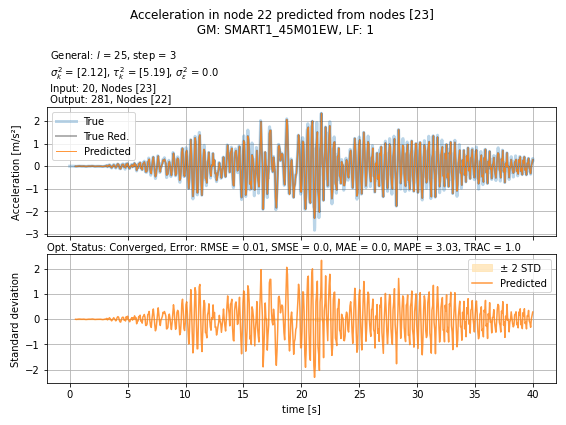 Acceleration in node 22 predicted from nodes [23]
GM: SMART1_45M01EW, LF: 1
General: l = 25, step = 3
σ²ₖ = [2.12], τ²ₖ = [5.19], σ²ε = 0.0
Input: 20, Nodes [23]
Output: 281, Nodes [22]
True
True Red.
Predicted
Acceleration [m/s²]
2
1
0
−1
−2
−3
Opt. Status: Converged, Error: RMSE = 0.01, SMSE = 0.0, MAE = 0.0, MAPE = 3.03, TRAC = 1.0
± 2 STD
Predicted
Standard deviation
2
1
0
−1
−2
0 5 10 15 20 25 30 35 40
time [s]